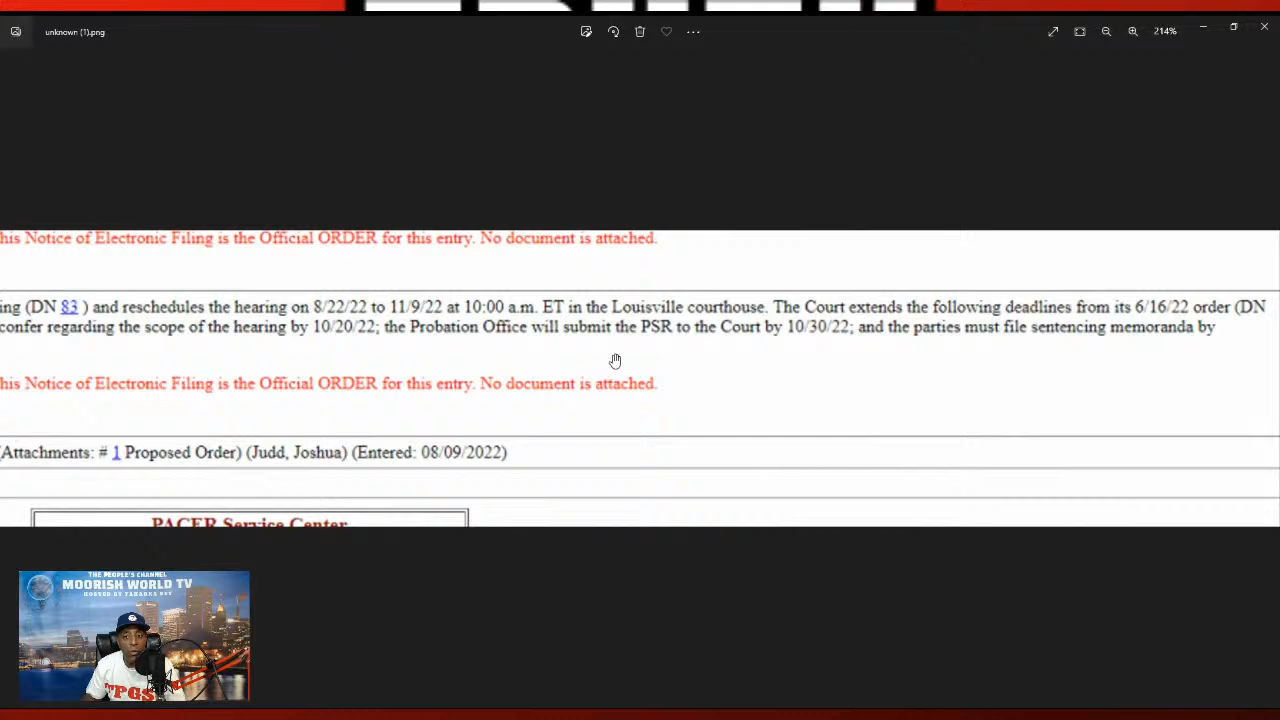 unknown (1).png
214%
his Notice of Electronic Filing is the Official ORDER for this entry. No document is attached.
ing (DN 83 ) and reschedules the hearing on 8/22/22 to 11/9/22 at 10:00 a.m. ET in the Louisville courthouse. The Court extends the following deadlines from its 6/16/22 order (DN
confer regarding the scope of the hearing by 10/20/22; the Probation Office will submit the PSR to the Court by 10/30/22; and the parties must file sentencing memoranda by
his Notice of Electronic Filing is the Official ORDER for this entry. No document is attached.
(Attachments: # 1 Proposed Order) (Judd, Joshua) (Entered: 08/09/2022)
PACER Service Center
THE PEOPLE'S CHANNEL
MOORISH WORLD TV
HOSTED BY TAHARKA BEY
TPGS